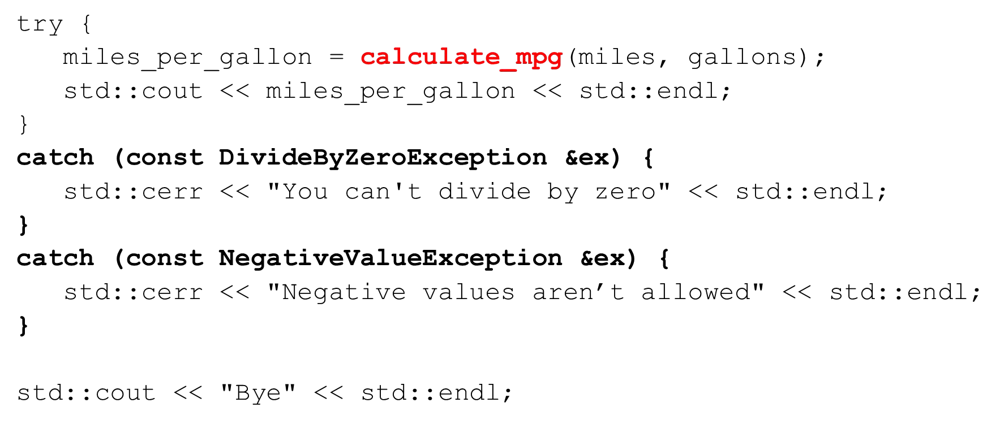 try {
   miles_per_gallon = calculate_mpg(miles, gallons);
   std::cout << miles_per_gallon << std::endl;
}
catch (const DivideByZeroException &ex) {
   std::cerr << "You can't divide by zero" << std::endl;
}
catch (const NegativeValueException &ex) {
   std::cerr << "Negative values aren’t allowed" << std::endl;
}

std::cout << "Bye" << std::endl;